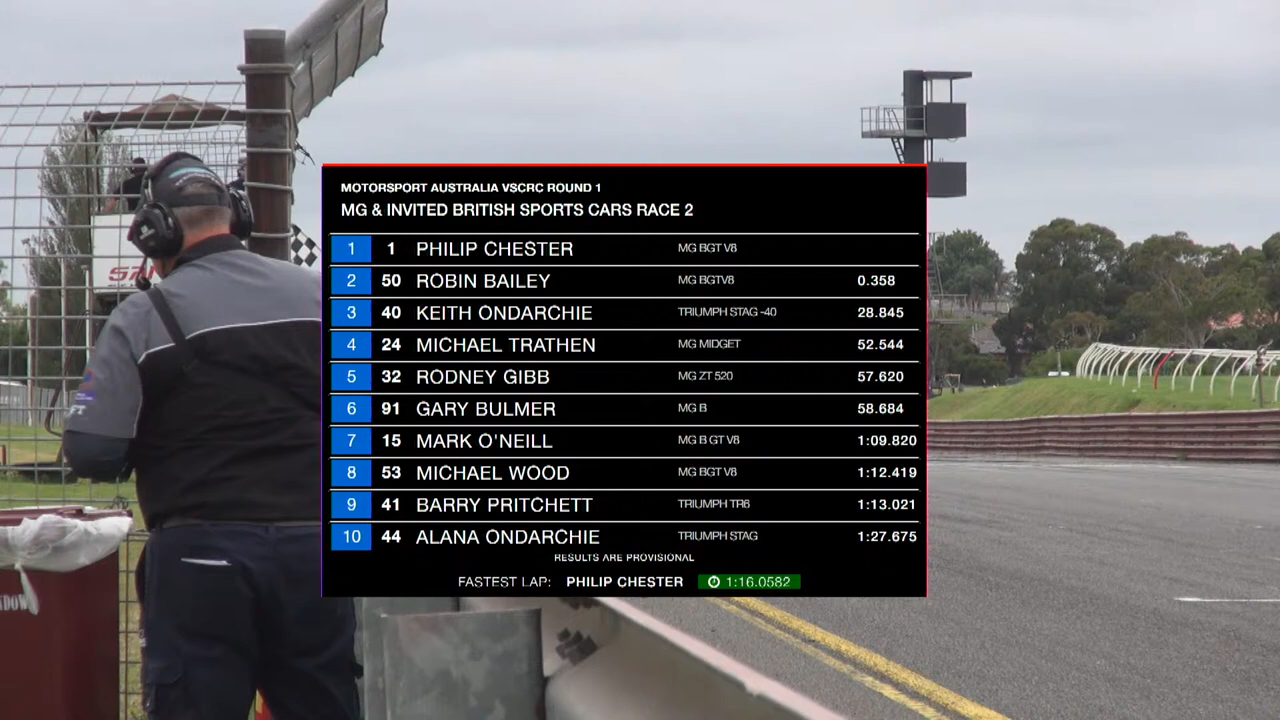 MOTORSPORT AUSTRALIA VSCRC ROUND 1
MG & INVITED BRITISH SPORTS CARS RACE 2
1 1 PHILIP CHESTER MG BGT V8
2 50 ROBIN BAILEY MG BGTV8 0.358
3 40 KEITH ONDARCHIE TRIUMPH STAG -40 28.845
4 24 MICHAEL TRATHEN MG MIDGET 52.544
5 32 RODNEY GIBB MG ZT 520 57.620
6 91 GARY BULMER MG B 58.684
7 15 MARK O'NEILL MG B GT V8 1:09.820
8 53 MICHAEL WOOD MG BGT V8 1:12.419
9 41 BARRY PRITCHETT TRIUMPH TR6 1:13.021
10 44 ALANA ONDARCHIE TRIUMPH STAG 1:27.675
RESULTS ARE PROVISIONAL
FASTEST LAP: PHILIP CHESTER 1:16.0582